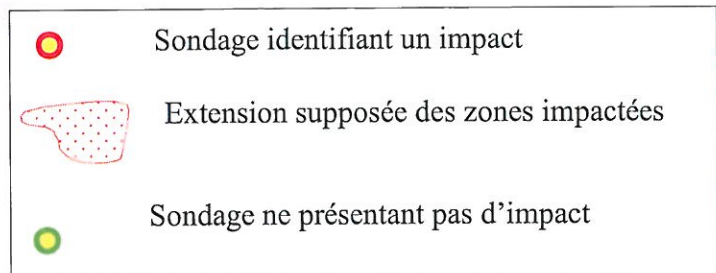 Sondage identifiant un impact
Extension supposée des zones impactées
Sondage ne présentant pas d'impact